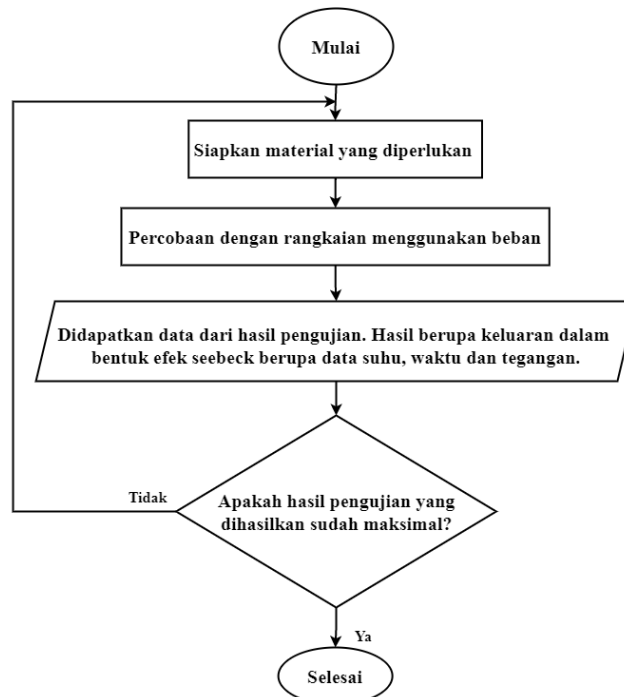 Mulai
Siapkan material yang diperlukan
Percobaan dengan rangkaian menggunakan beban
Didapatkan data dari hasil pengujian. Hasil berupa keluaran dalam
bentuk efek seebeck berupa data suhu, waktu dan tegangan.
Tidak
Apakah hasil pengujian yang
dihasilkan sudah maksimal?
Ya
Selesai